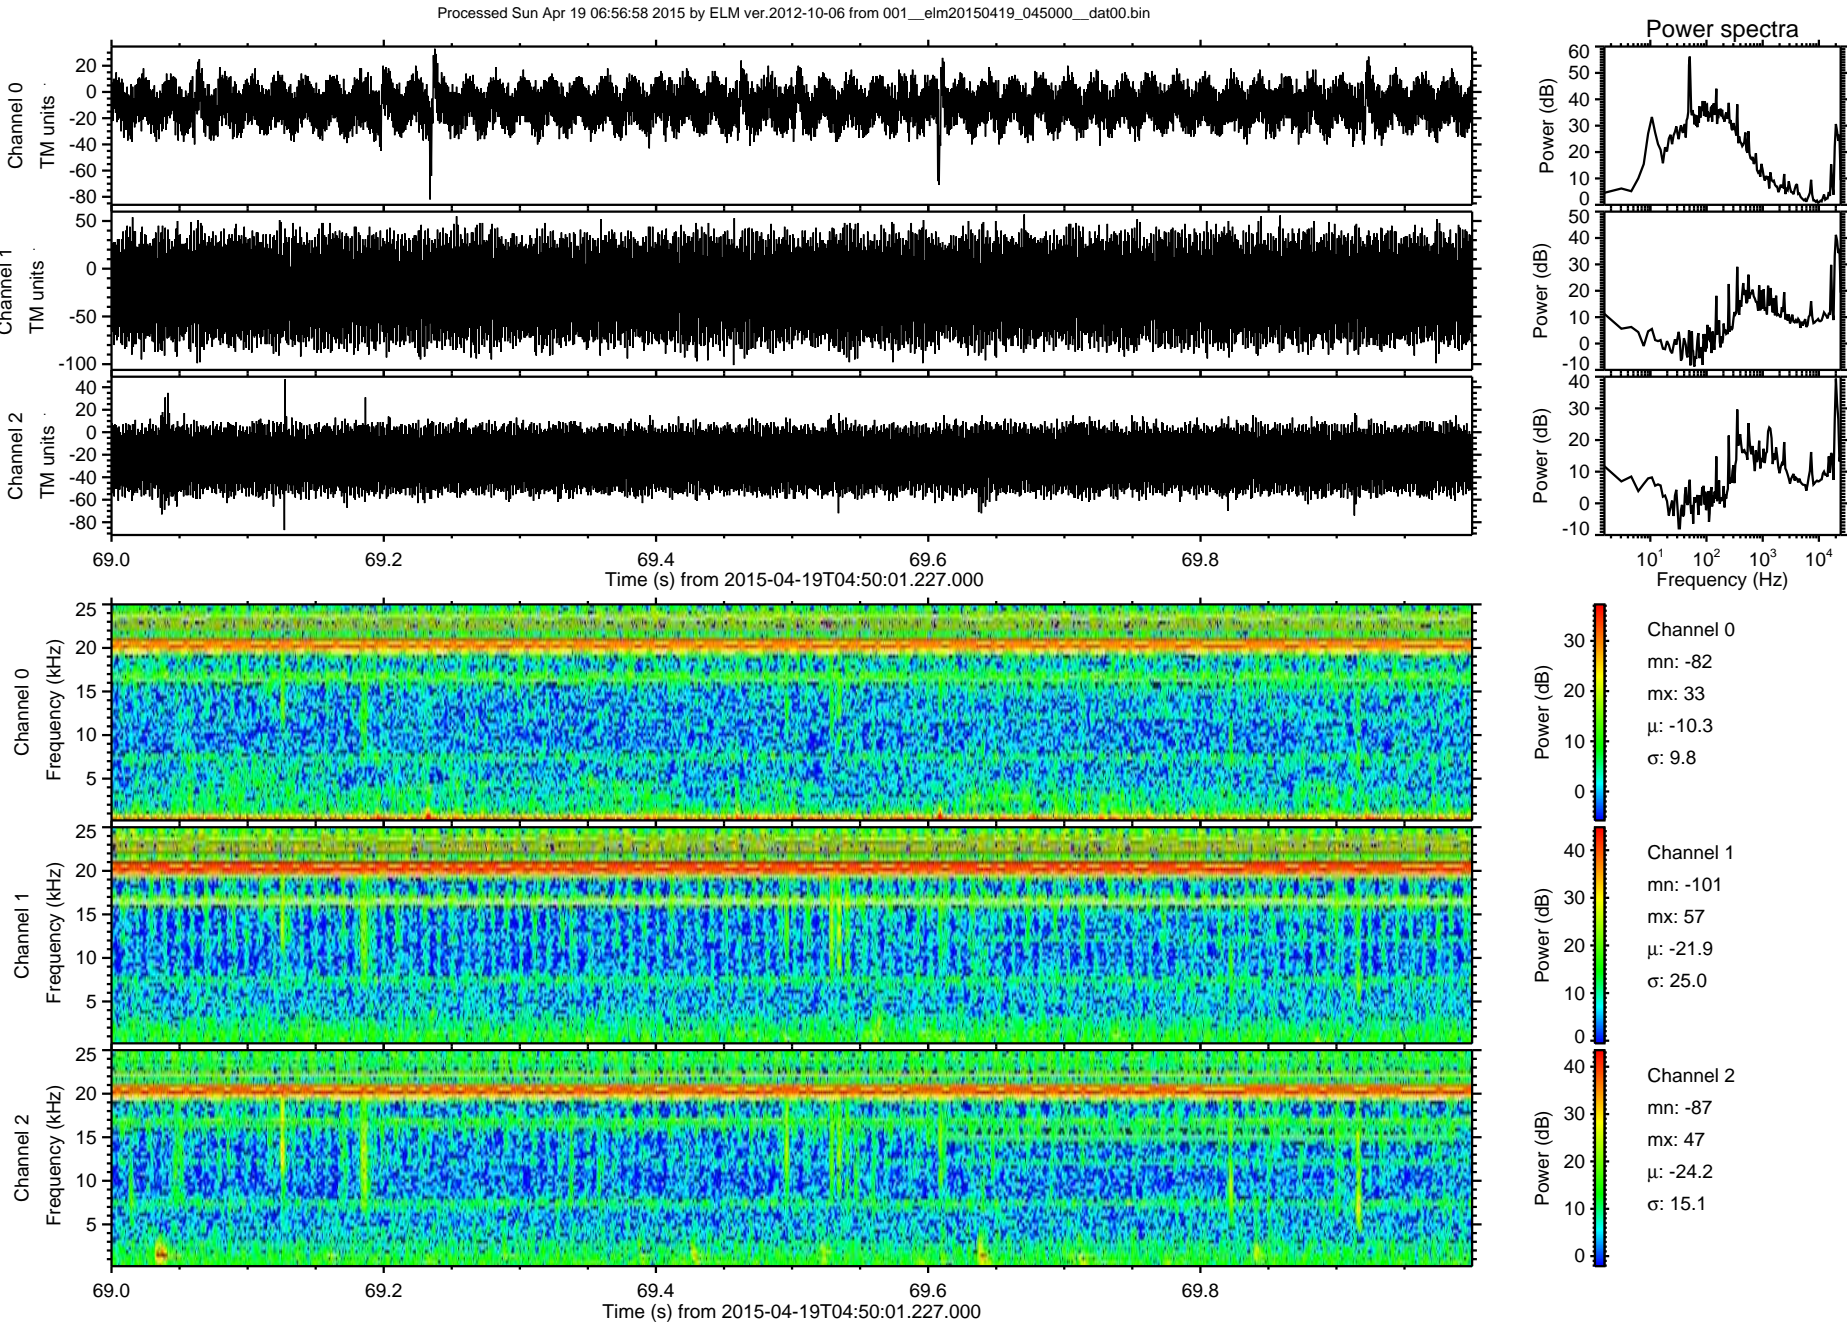 Processed Sun Apr 19 06:56:58 2015 by ELM ver.2012-10-06 from 001__elm20150419_045000__dat00.bin
Power spectra
Channel 0
TM units
20
0
-20
-40
-60
-80
Power (dB)
60
50
40
30
20
10
0
Channel 1
TM units
50
0
-50
-100
Power (dB)
50
40
30
20
10
0
-10
Channel 2
TM units
40
20
0
-20
-40
-60
-80
Power (dB)
40
30
20
10
0
-10
69.0 69.2 69.4 69.6 69.8
Time (s) from 2015-04-19T04:50:01.227.000
10¹ 10² 10³ 10⁴
Frequency (Hz)
Channel 0
Frequency (kHz)
25
20
15
10
5
Power (dB)
30
20
10
0
Channel 0
mn: -82
mx: 33
μ: -10.3
σ: 9.8
Channel 1
Frequency (kHz)
25
20
15
10
5
Power (dB)
40
30
20
10
0
Channel 1
mn: -101
mx: 57
μ: -21.9
σ: 25.0
Channel 2
Frequency (kHz)
25
20
15
10
5
Power (dB)
40
30
20
10
0
Channel 2
mn: -87
mx: 47
μ: -24.2
σ: 15.1
69.0 69.2 69.4 69.6 69.8
Time (s) from 2015-04-19T04:50:01.227.000